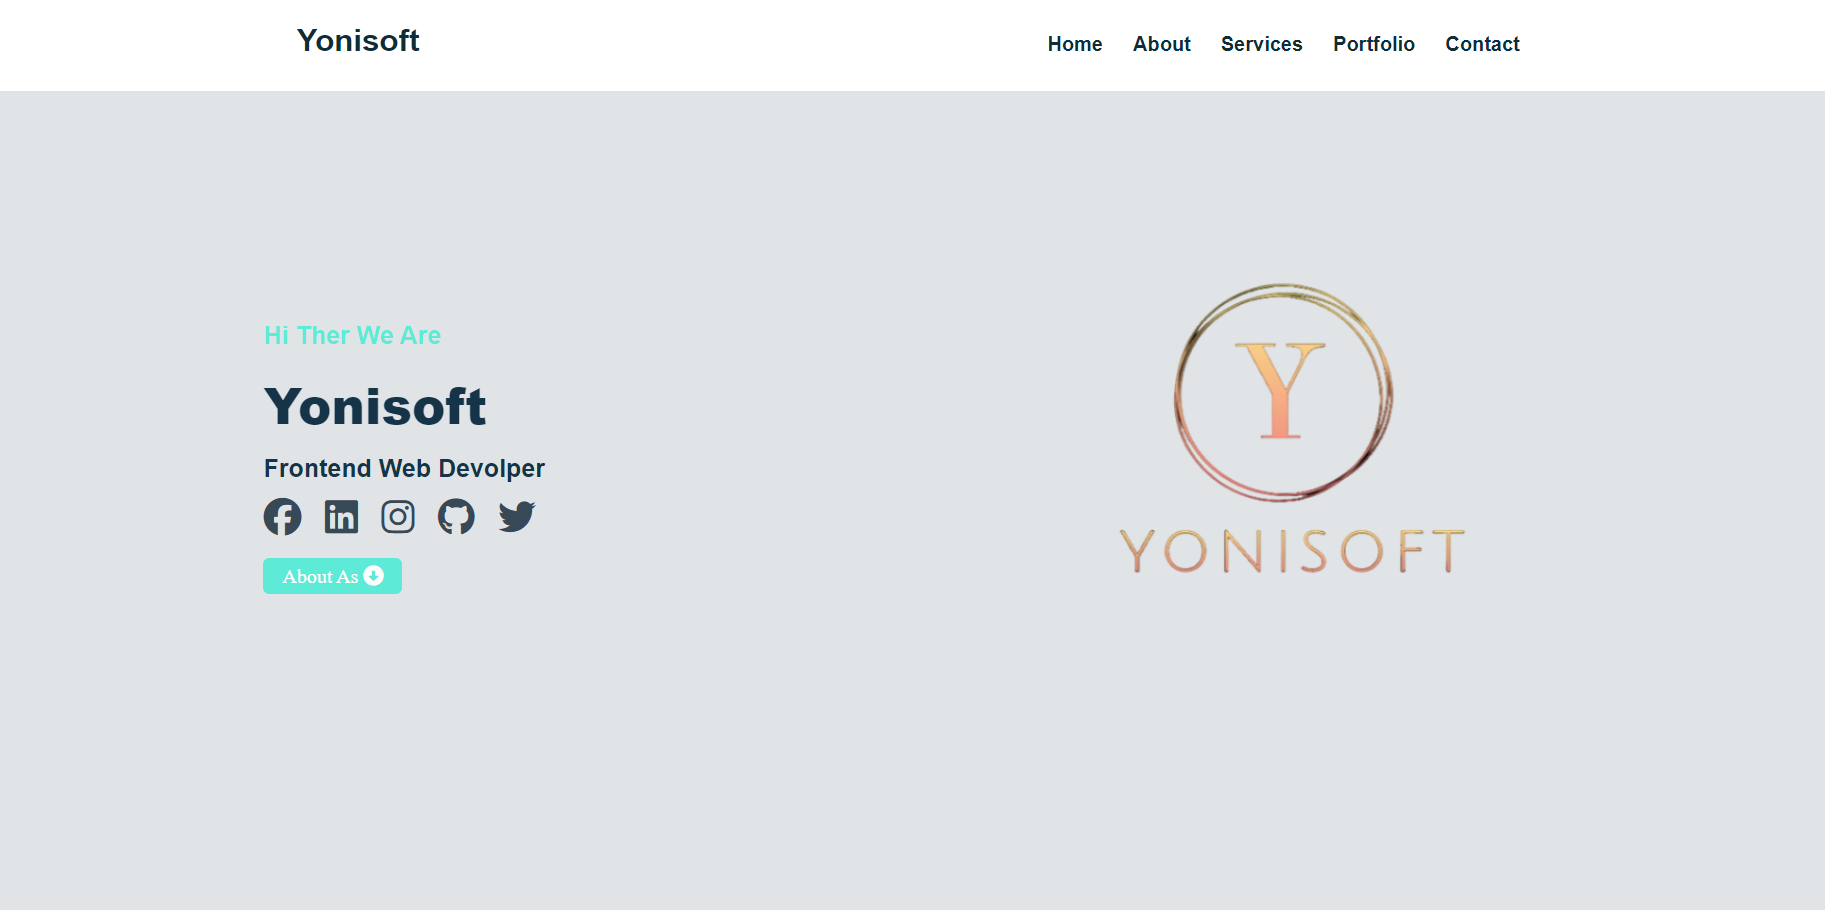 Yonisoft
Home About Services Portfolio Contact
Hi Ther We Are
Yonisoft
Frontend Web Devolper
About As
Y
YONISOFT